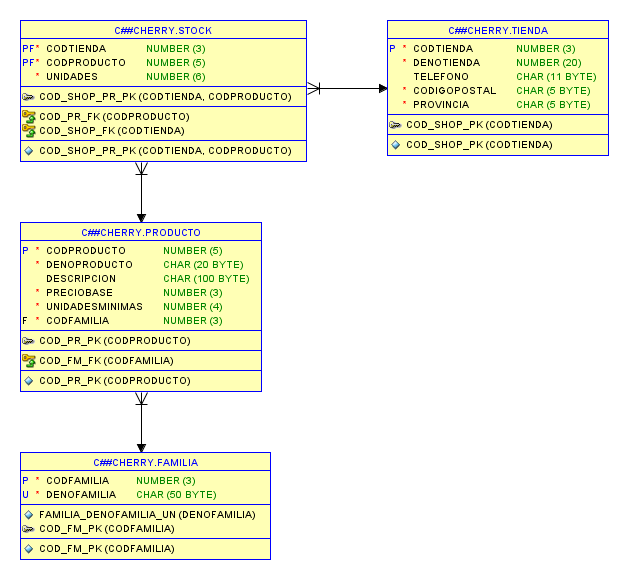 C##CHERRY.STOCK
PF* CODTIENDA NUMBER (3)
PF* CODPRODUCTO NUMBER (5)
* UNIDADES NUMBER (6)
COD_SHOP_PR_PK (CODTIENDA, CODPRODUCTO)
COD_PR_FK (CODPRODUCTO)
COD_SHOP_FK (CODTIENDA)
COD_SHOP_PR_PK (CODTIENDA, CODPRODUCTO)
C##CHERRY.TIENDA
P * CODTIENDA NUMBER (3)
* DENOTIENDA NUMBER (20)
TELEFONO CHAR (11 BYTE)
* CODIGOPOSTAL CHAR (5 BYTE)
* PROVINCIA CHAR (5 BYTE)
COD_SHOP_PK (CODTIENDA)
COD_SHOP_PK (CODTIENDA)
C##CHERRY.PRODUCTO
P * CODPRODUCTO NUMBER (5)
* DENOPRODUCTO CHAR (20 BYTE)
DESCRIPCION CHAR (100 BYTE)
* PRECIOBASE NUMBER (3)
* UNIDADESMINIMAS NUMBER (4)
F * CODFAMILIA NUMBER (3)
COD_PR_PK (CODPRODUCTO)
COD_FM_FK (CODFAMILIA)
COD_PR_PK (CODPRODUCTO)
C##CHERRY.FAMILIA
P * CODFAMILIA NUMBER (3)
U * DENOFAMILIA CHAR (50 BYTE)
FAMILIA_DENOFAMILIA_UN (DENOFAMILIA)
COD_FM_PK (CODFAMILIA)
COD_FM_PK (CODFAMILIA)